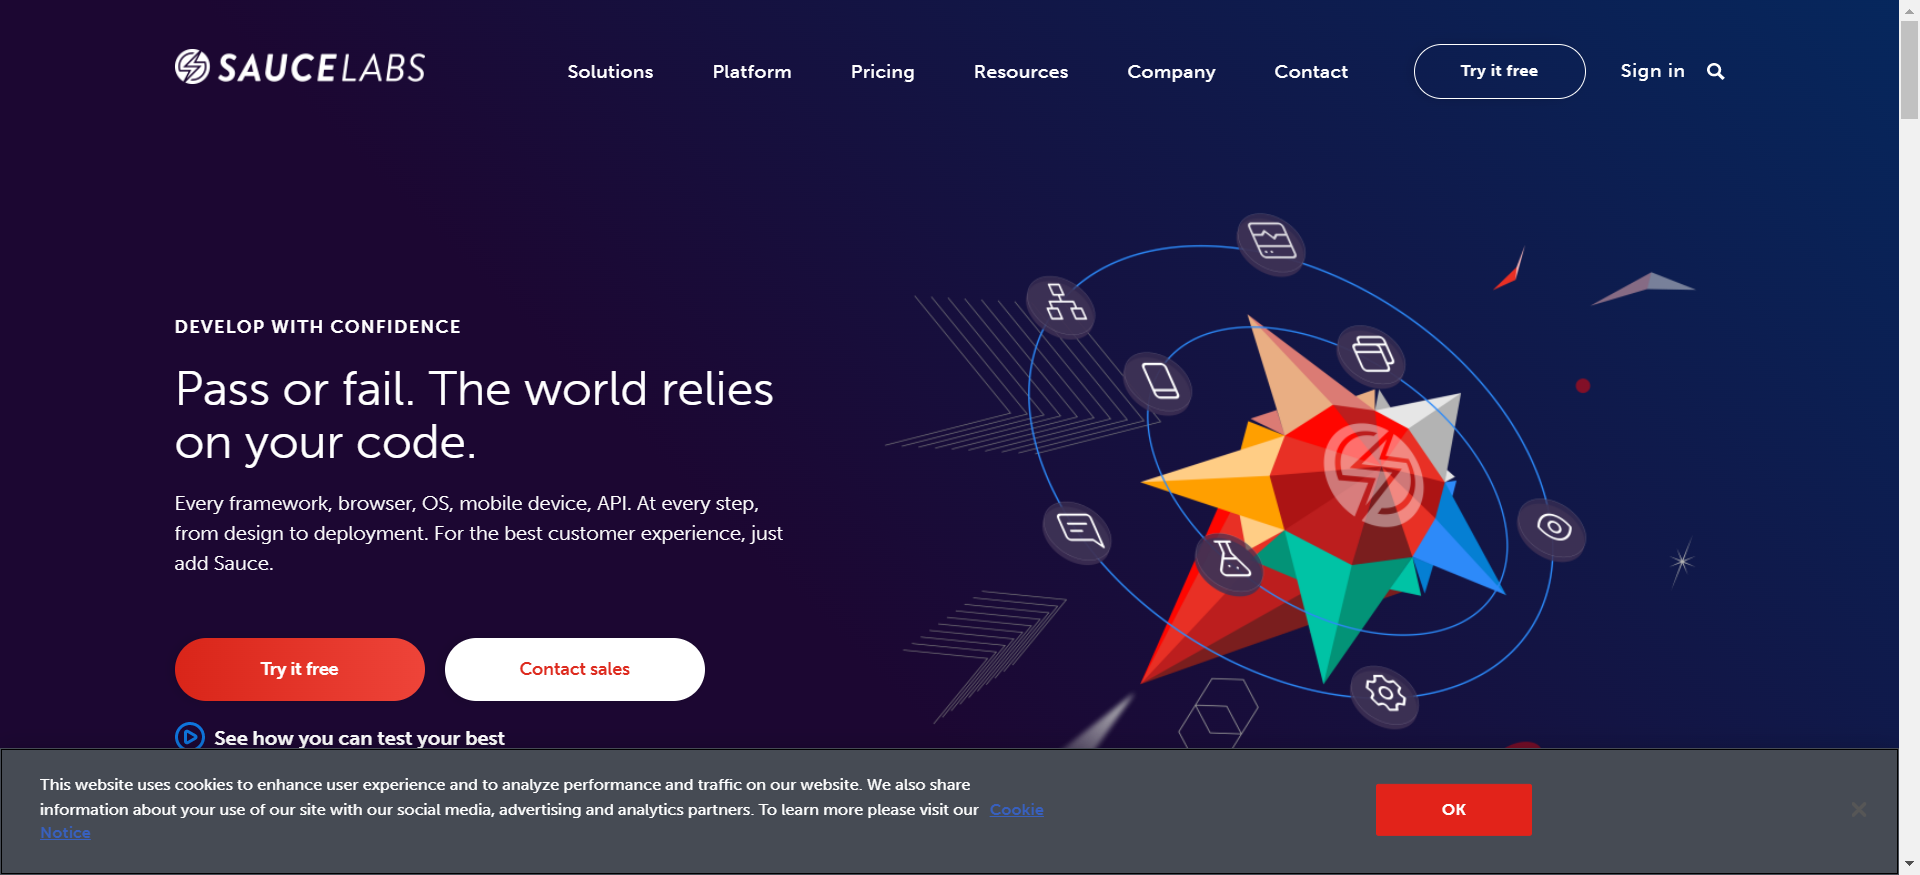 SAUCELABS
Solutions
Platform
Pricing
Resources
Company
Contact
Try it free
Sign in
DEVELOP WITH CONFIDENCE
Pass or fail. The world relies
on your code.
Every framework, browser, OS, mobile device, API. At every step,
from design to deployment. For the best customer experience, just
add Sauce.
Try it free
Contact sales
See how you can test your best
This website uses cookies to enhance user experience and to analyze performance and traffic on our website. We also share
information about your use of our site with our social media, advertising and analytics partners. To learn more please visit our Cookie
Notice
OK